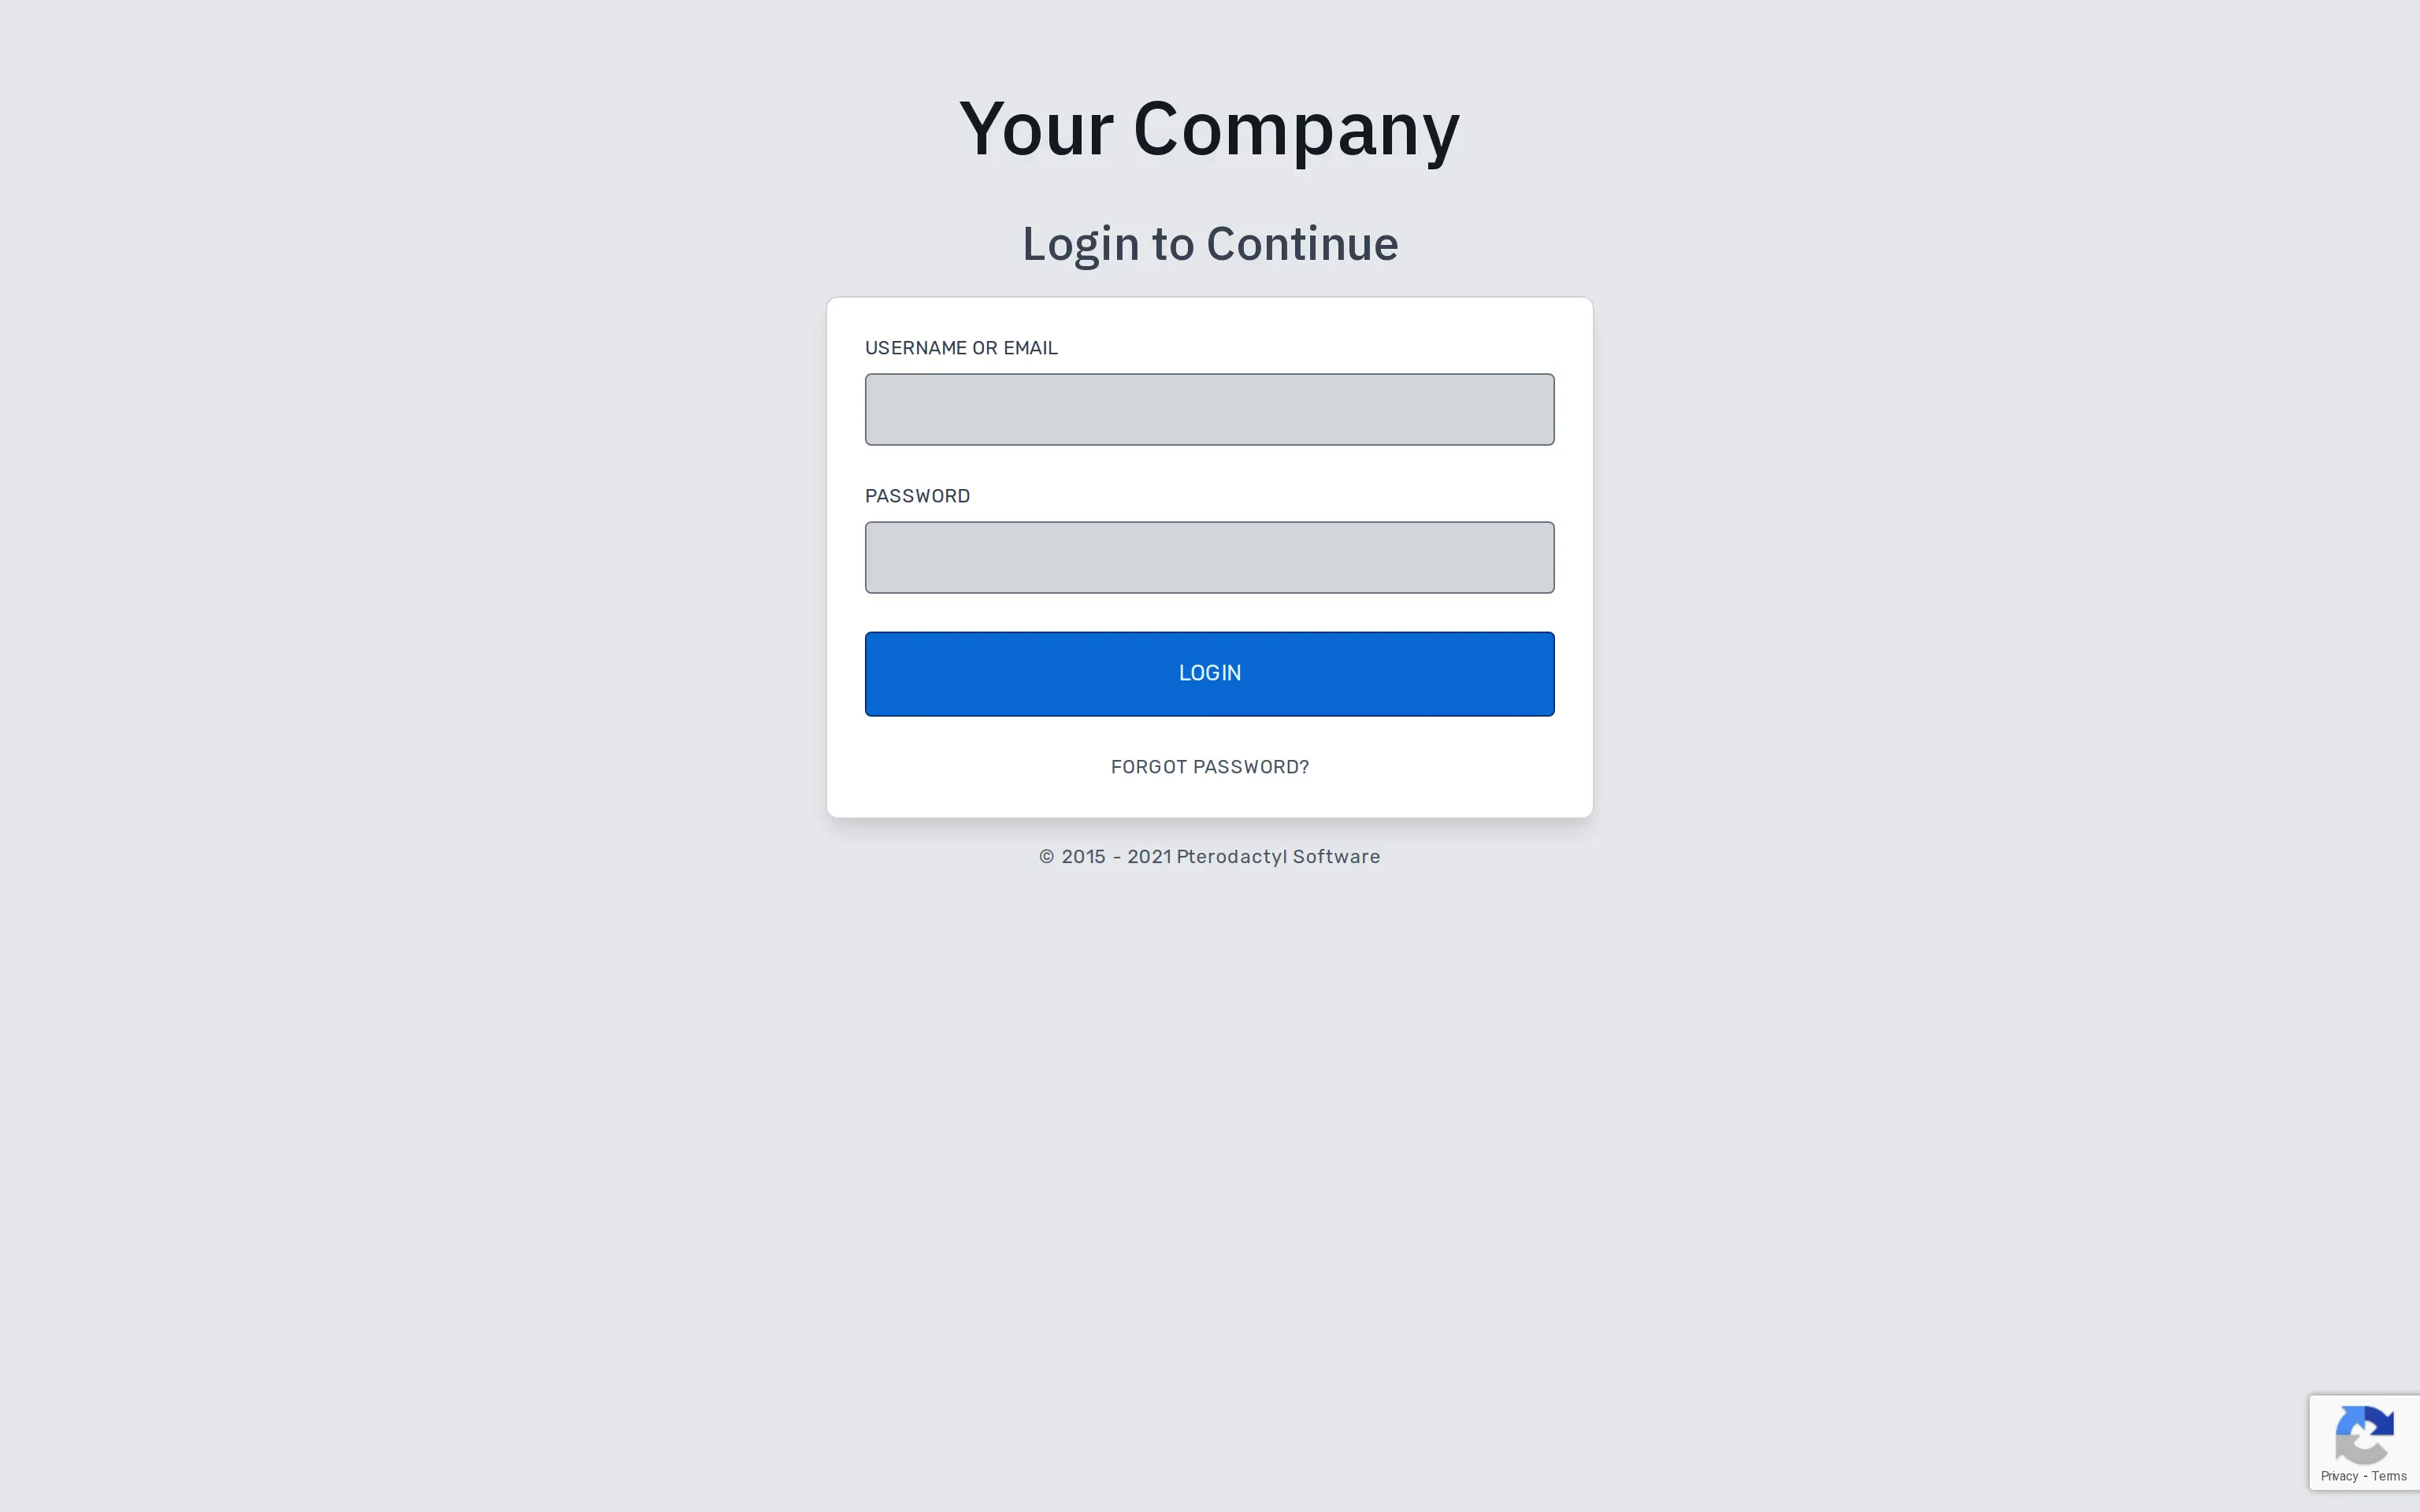 Your Company
Login to Continue
USERNAME OR EMAIL
PASSWORD
LOGIN
FORGOT PASSWORD?
© 2015 - 2021 Pterodactyl Software
Privacy - Terms